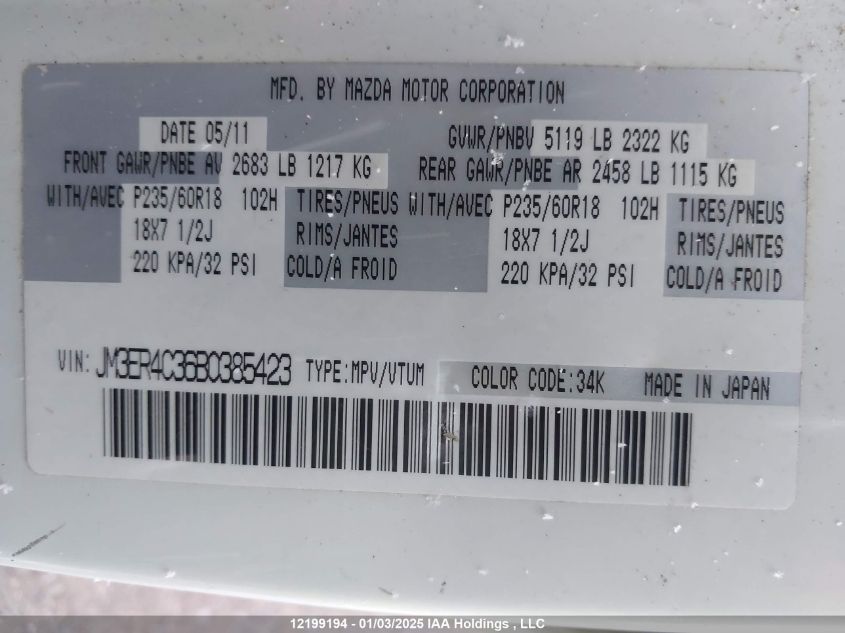 MFD. BY MAZDA MOTOR CORPORATION
DATE 05/11 GVWR/PNBV 5119 LB 2322 KG
FRONT GAWR/PNBE AV 2683 LB 1217 KG REAR GAWR/PNBE AR 2458 LB 1115 KG
WITH/AVEC P235/60R18 102H TIRES/PNEUS WITH/AVEC P235/60R18 102H TIRES/PNEUS
18X7 1/2J RIMS/JANTES 18X7 1/2J RIMS/JANTES
220 KPA/32 PSI COLD/A FROID 220 KPA/32 PSI COLD/A FROID
VIN: JM3ER4C36B0385423 TYPE:MPV/VTUM COLOR CODE:34K MADE IN JAPAN
12199194 - 01/03/2025 IAA Holdings , LLC